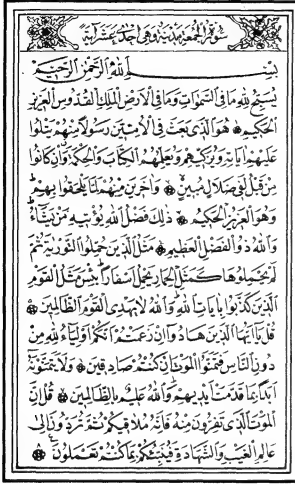 سورة الجمعة مدنية وهي احدى عشرة آية
بسم الله الرحمن الرحيم
يسبح لله ما في السموات وما في الأرض الملك القدوس العزيز
الحكيم ۞ هو الذي بعث في الأميين رسولا منهم يتلوا
عليهم آياته ويزكيهم ويعلمهم الكتاب والحكمة وإن كانوا
من قبل لفي ضلال مبين ۞ وآخرين منهم لما يلحقوا بهم
وهو العزيز الحكيم ۞ ذلك فضل الله يؤتيه من يشاء
والله ذو الفضل العظيم ۞ مثل الذين حملوا التورية ثم
لم يحملوها كمثل الحمار يحمل أسفارا بئس مثل القوم
الذين كذبوا بآيات الله والله لا يهدي القوم الظالمين ۞
قل يا أيها الذين هادوا إن زعمتم أنكم أولياء لله من
دون الناس فتمنوا الموت إن كنتم صادقين ۞ ولا يتمنونه
أبدا بما قدمت أيديهم والله عليم بالظالمين ۞ قل إن
الموت الذي تفرون منه فإنه ملاقيكم ثم تردون إلى
عالم الغيب والشهادة فينبئكم بما كنتم تعملون ۞